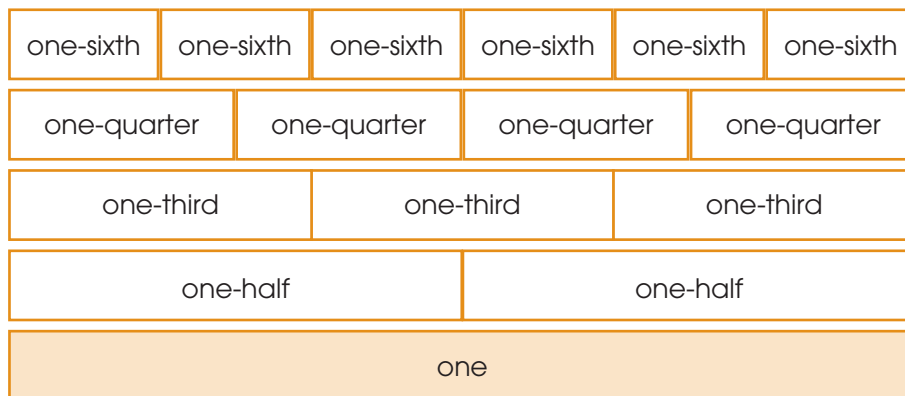 one-sixth one-sixth one-sixth one-sixth one-sixth one-sixth
one-quarter one-quarter one-quarter one-quarter
one-third one-third one-third
one-half one-half
one